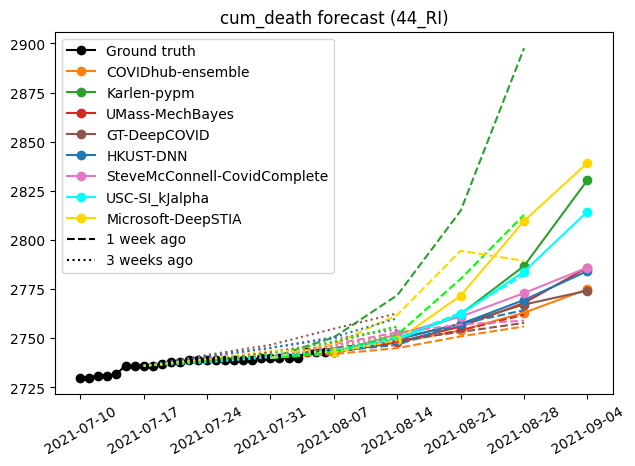 cum_death forecast (44_RI)
2900
2875
2850
2825
2800
2775
2750
2725
Ground truth
COVIDhub-ensemble
Karlen-pypm
UMass-MechBayes
GT-DeepCOVID
HKUST-DNN
SteveMcConnell-CovidComplete
USC-SI_kJalpha
Microsoft-DeepSTIA
1 week ago
3 weeks ago
2021-07-10
2021-07-17
2021-07-24
2021-07-31
2021-08-07
2021-08-14
2021-08-21
2021-08-28
2021-09-04